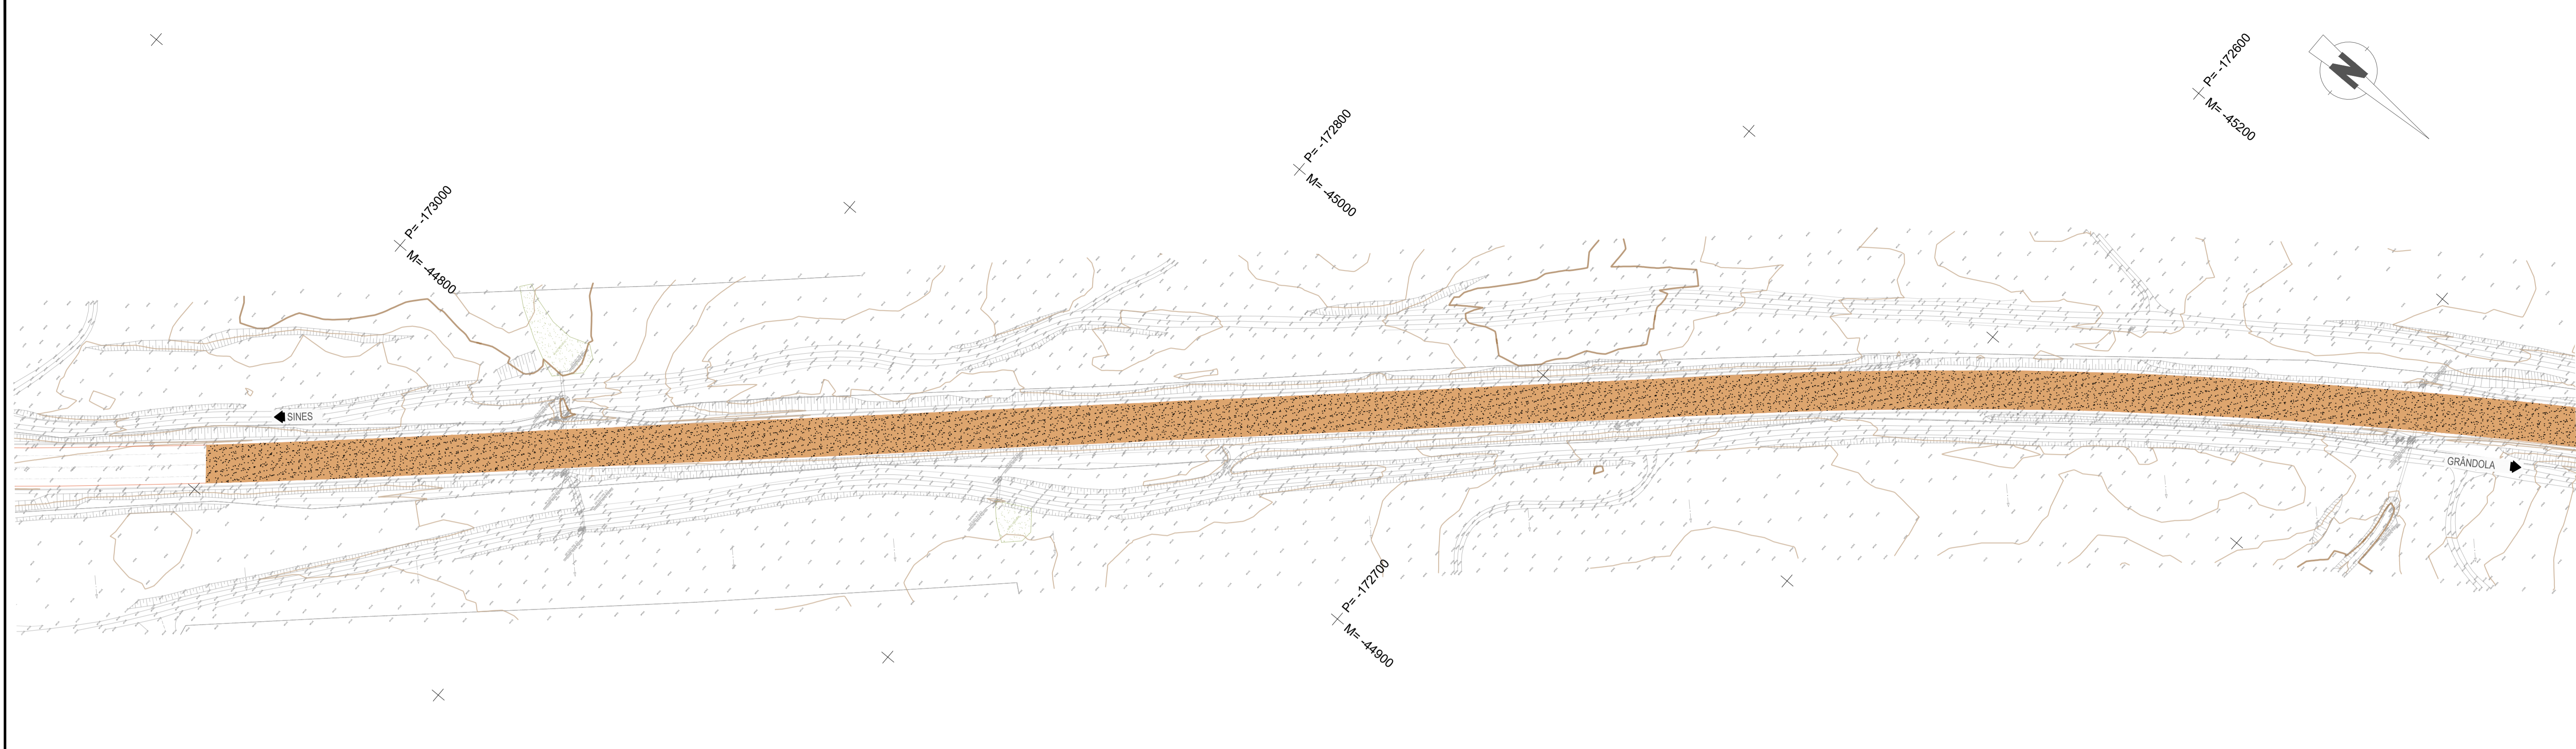 P= -172600
M= -45200
N
P= -172800
M= -45000
P= -173000
M= -44800
SINES
GRÂNDOLA
P= -172700
M= -44900